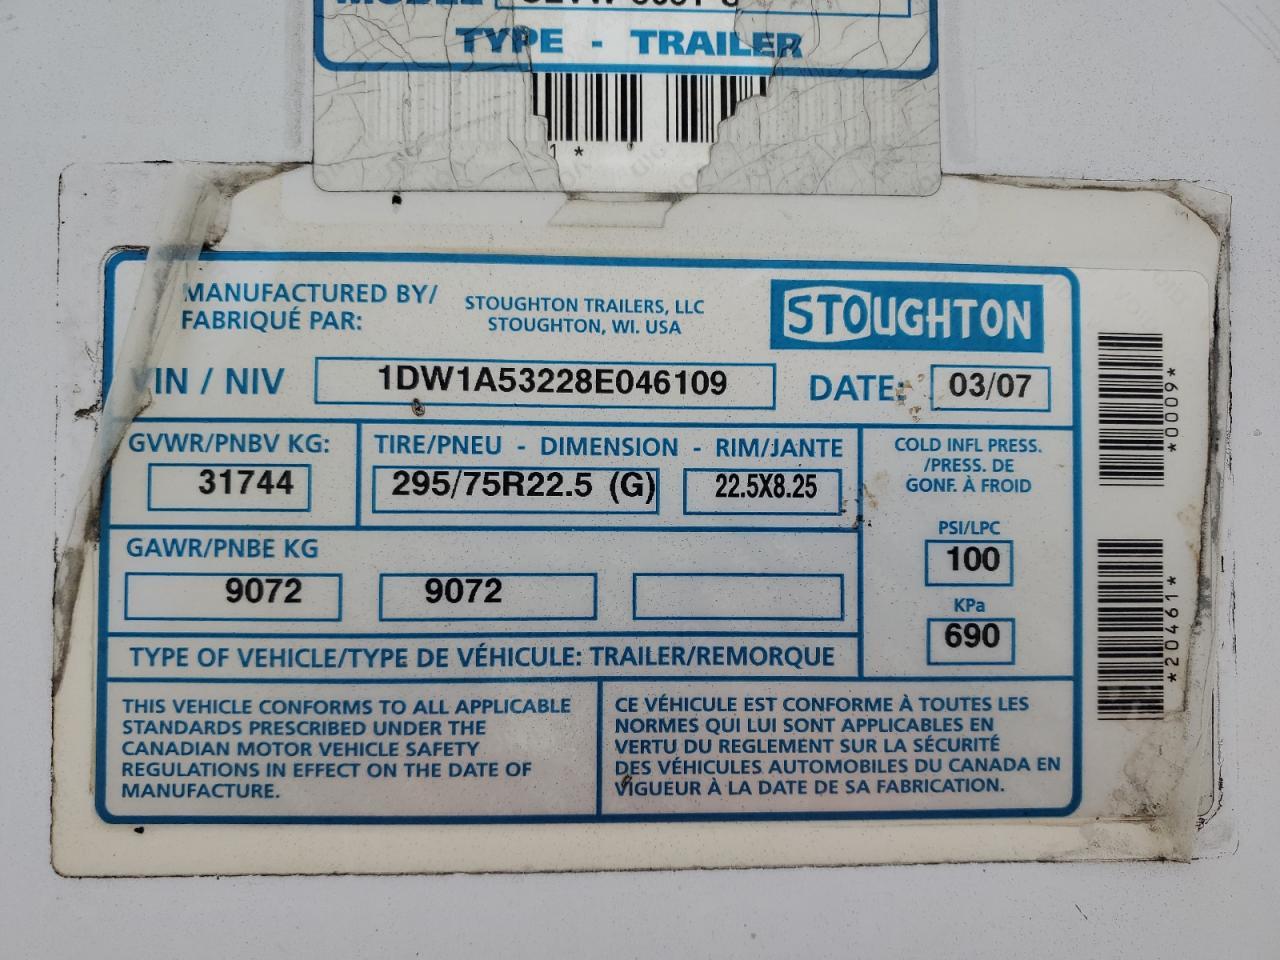 TYPE - TRAILER
1 *
MANUFACTURED BY/
FABRIQUÉ PAR:
STOUGHTON TRAILERS, LLC
STOUGHTON, WI. USA
STOUGHTON
VIN / NIV
1DW1A53228E046109
DATE:
03/07
GVWR/PNBV KG:
31744
TIRE/PNEU - DIMENSION - RIM/JANTE
295/75R22.5 (G)
22.5X8.25
COLD INFL PRESS.
/PRESS. DE
GONF. À FROID
PSI/LPC
100
KPa
690
GAWR/PNBE KG
9072
9072
TYPE OF VEHICLE/TYPE DE VÉHICULE: TRAILER/REMORQUE
THIS VEHICLE CONFORMS TO ALL APPLICABLE
STANDARDS PRESCRIBED UNDER THE
CANADIAN MOTOR VEHICLE SAFETY
REGULATIONS IN EFFECT ON THE DATE OF
MANUFACTURE.
CE VÉHICULE EST CONFORME À TOUTES LES
NORMES QUI LUI SONT APPLICABLES EN
VERTU DU REGLEMENT SUR LA SÉCURITÉ
DES VÉHICULES AUTOMOBILES DU CANADA EN
VIGUEUR À LA DATE DE SA FABRICATION.
*0009*
*20461*